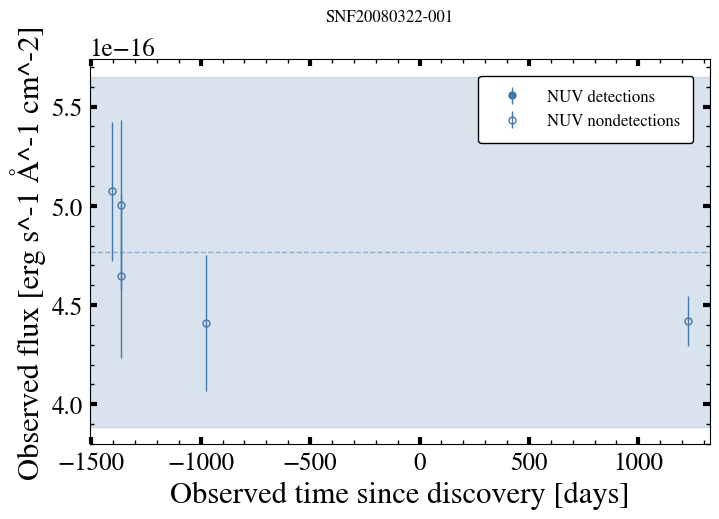 SNF20080322-001
1e−16
NUV detections
NUV nondetections
5.5
5.0
4.5
4.0
Observed flux [erg s^-1 Å^-1 cm^-2]
−1500 −1000 −500 0 500 1000
Observed time since discovery [days]